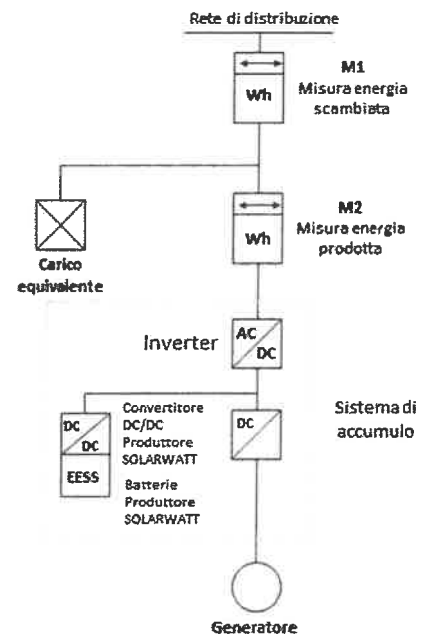 Rete di distribuzione
M1
Misura energia
scambiata
Wh
M2
Misura energia
prodotta
Wh
Carico
equivalente
Inverter
AC
DC
Convertitore
DC/DC
Produttore
SOLARWATT
DC
DC
EESS
Batterie
Produttore
SOLARWATT
DC
Sistema di
accumulo
Generatore